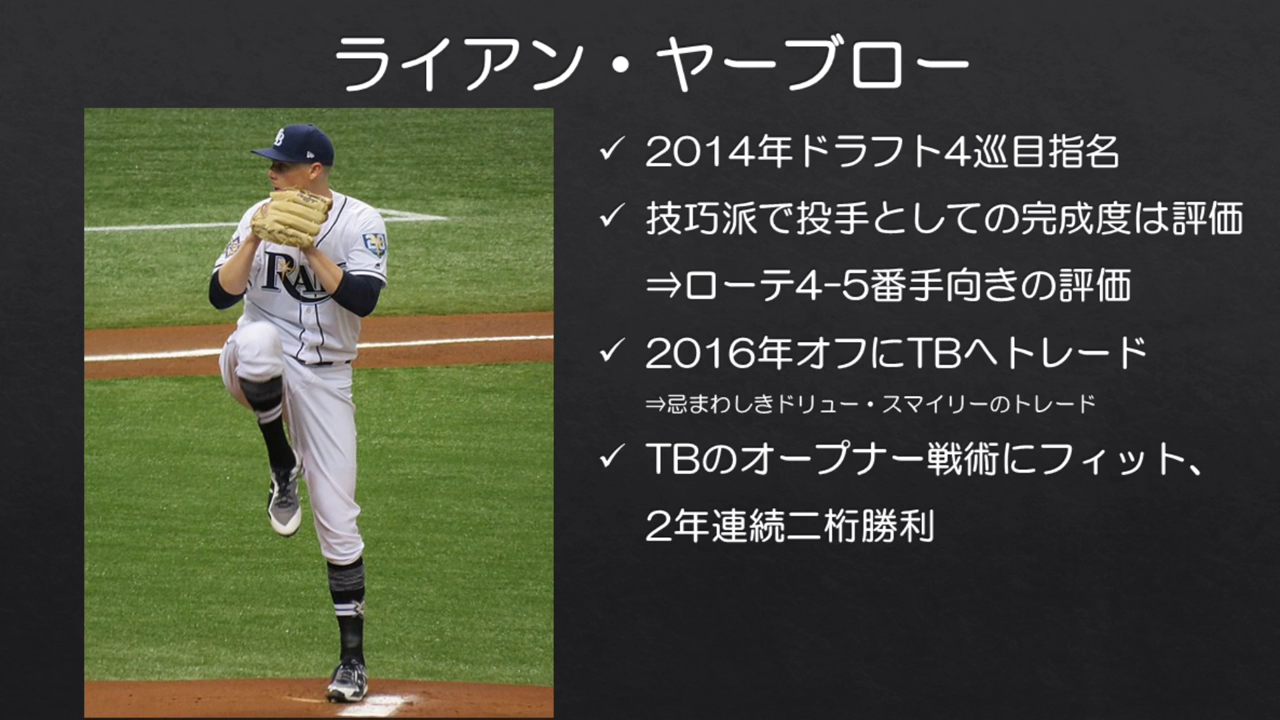 ライアン・ヤーブロー
✓ 2014年ドラフト4巡目指名
✓ 技巧派で投手としての完成度は評価
⇒ローテ4-5番手向きの評価
✓ 2016年オフにTBへトレード
⇒忌まわしきドリュー・スマイリーのトレード
✓ TBのオープナー戦術にフィット、
2年連続二桁勝利